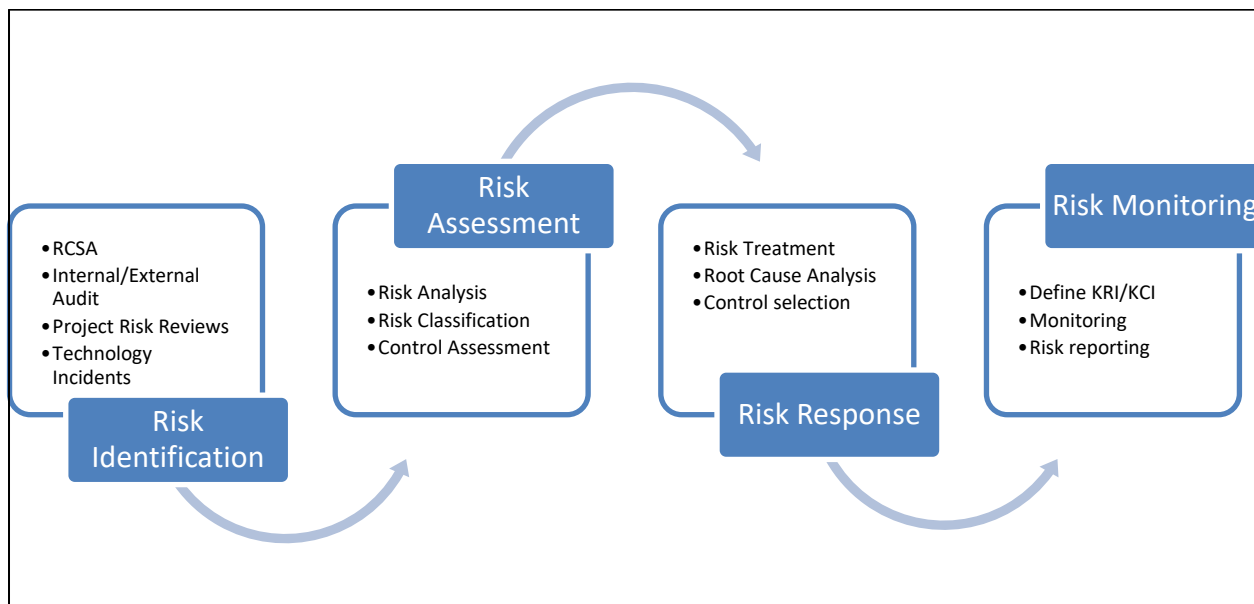 • RCSA
• Internal/External
Audit
• Project Risk Reviews
• Technology
Incidents
Risk
Identification
Risk
Assessment
• Risk Analysis
• Risk Classification
• Control Assessment
• Risk Treatment
• Root Cause Analysis
• Control selection
Risk Response
Risk Monitoring
• Define KRI/KCI
• Monitoring
• Risk reporting